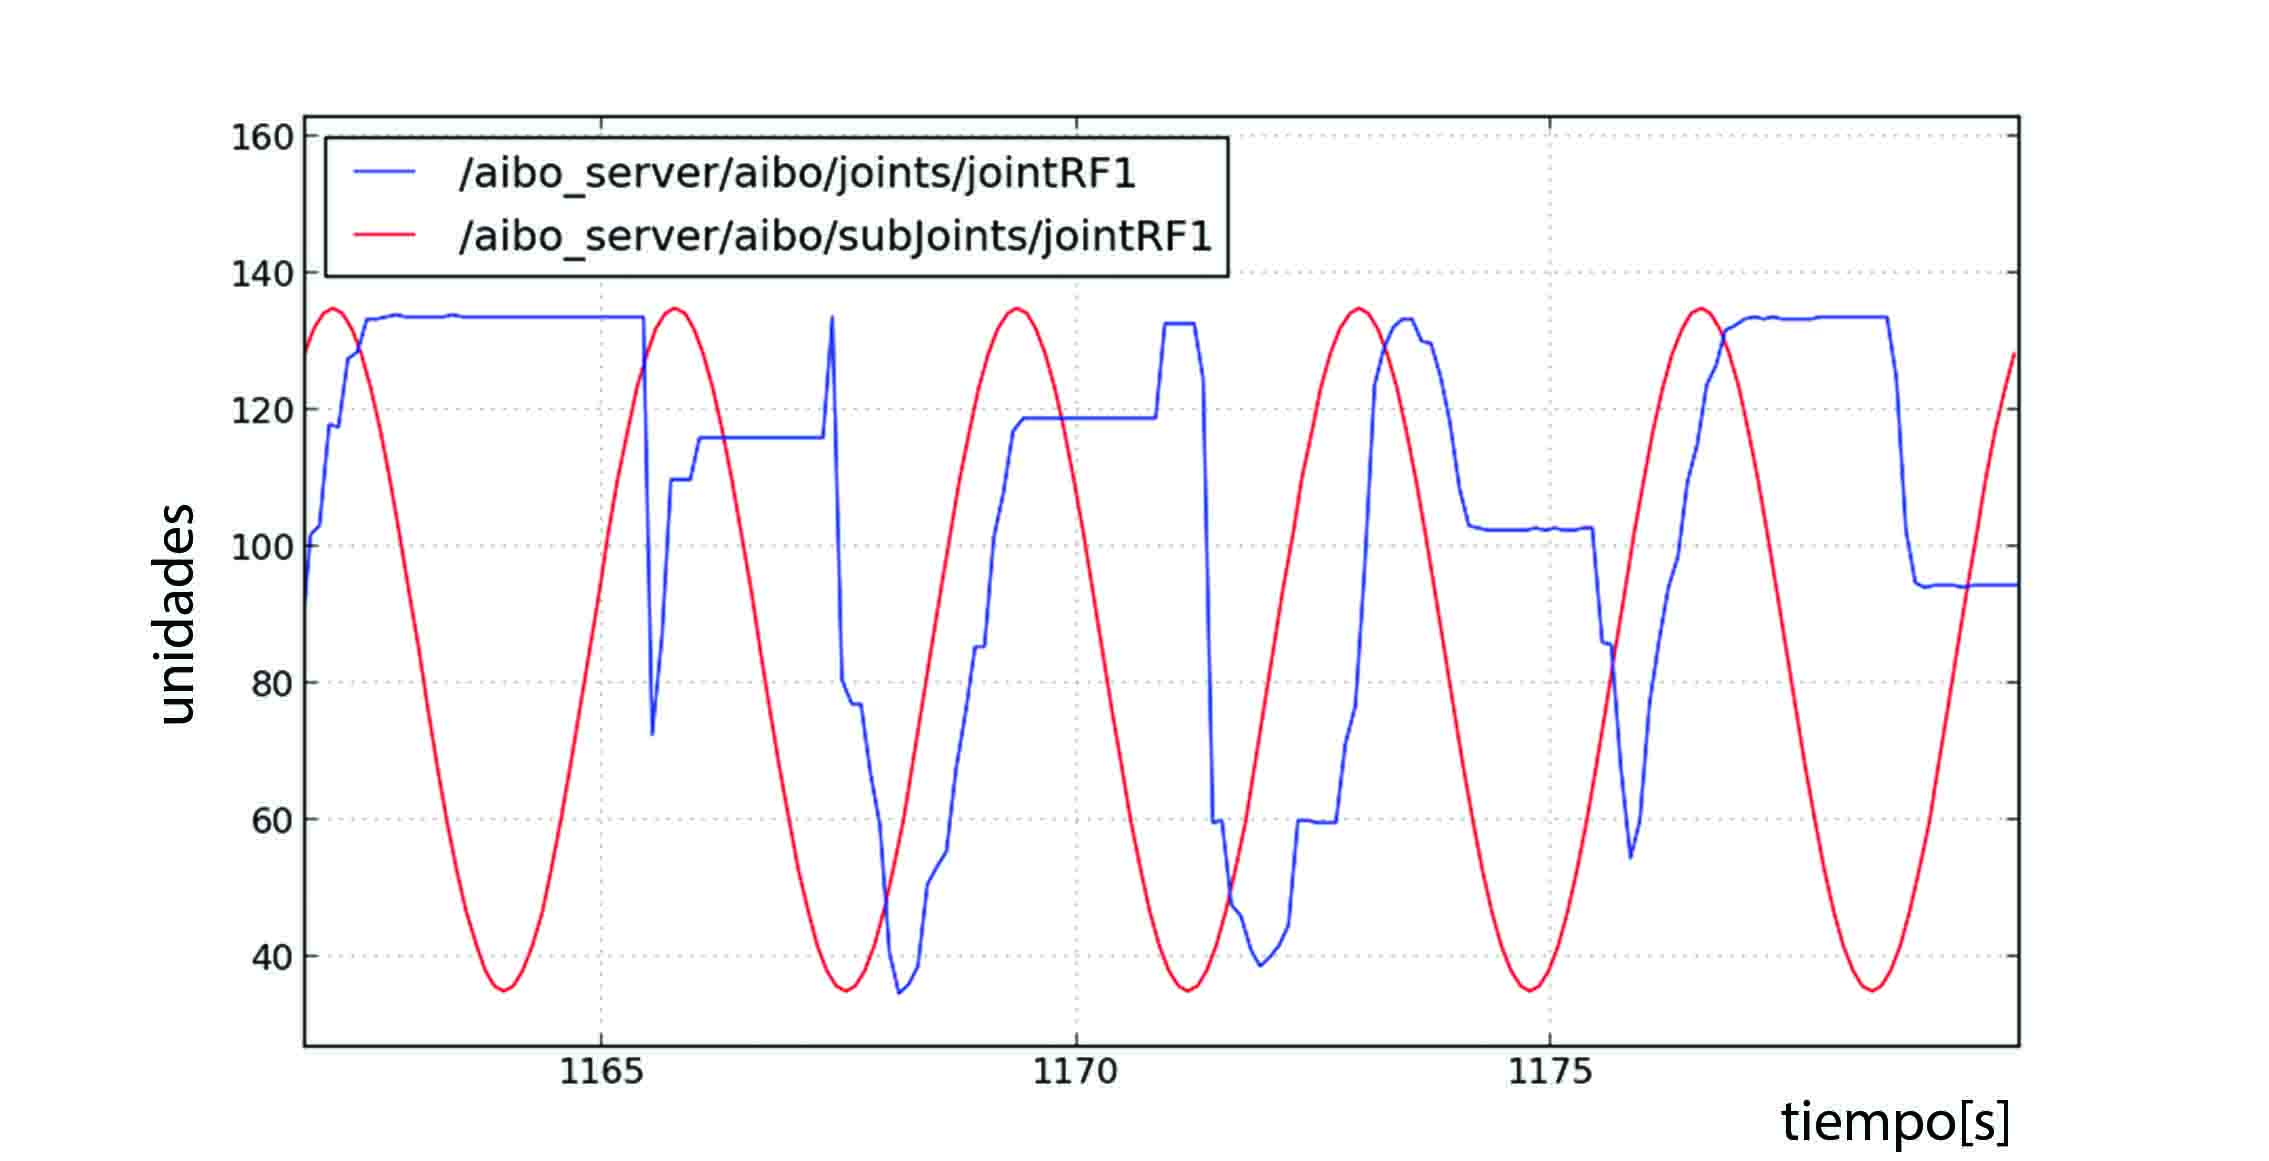 160
/aibo_server/aibo/joints/jointRF1
/aibo_server/aibo/subJoints/jointRF1
140
120
100
80
60
40
unidades
1165 1170 1175
tiempo[s]